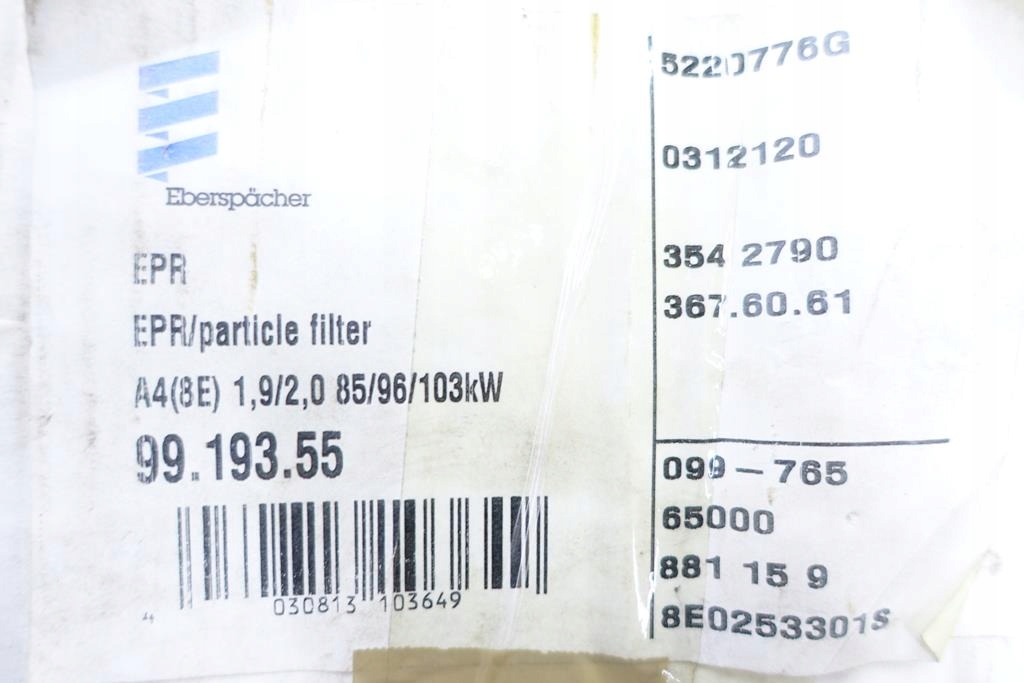 Eberspächer
EPR
EPR/particle filter
A4(8E) 1,9/2,0 85/96/103kW
99.193.55
030813 103649
5220776G
0312120
354 2790
367.60.61
099-765
65000
881 15 9
8E0253301S